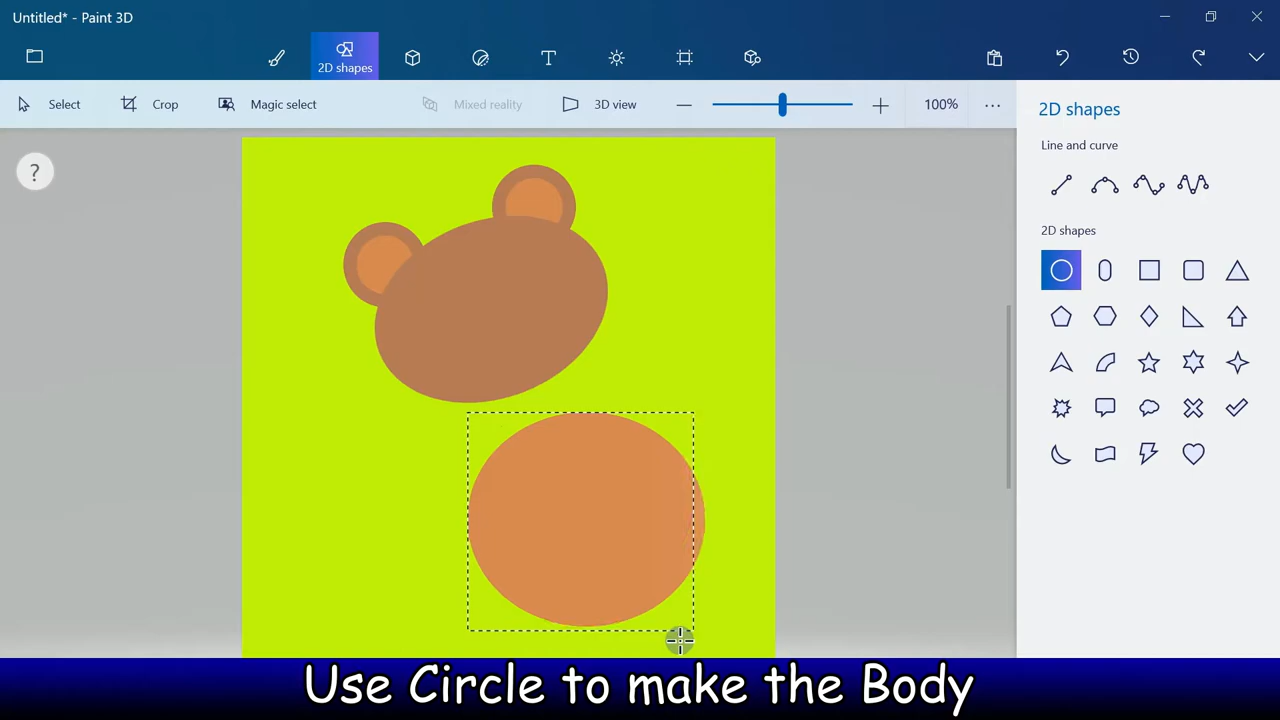 Untitled* - Paint 3D
2D shapes
Select Crop Magic select Mixed reality 3D view 100%
2D shapes
Line and curve
?
2D shapes
Use Circle to make the Body